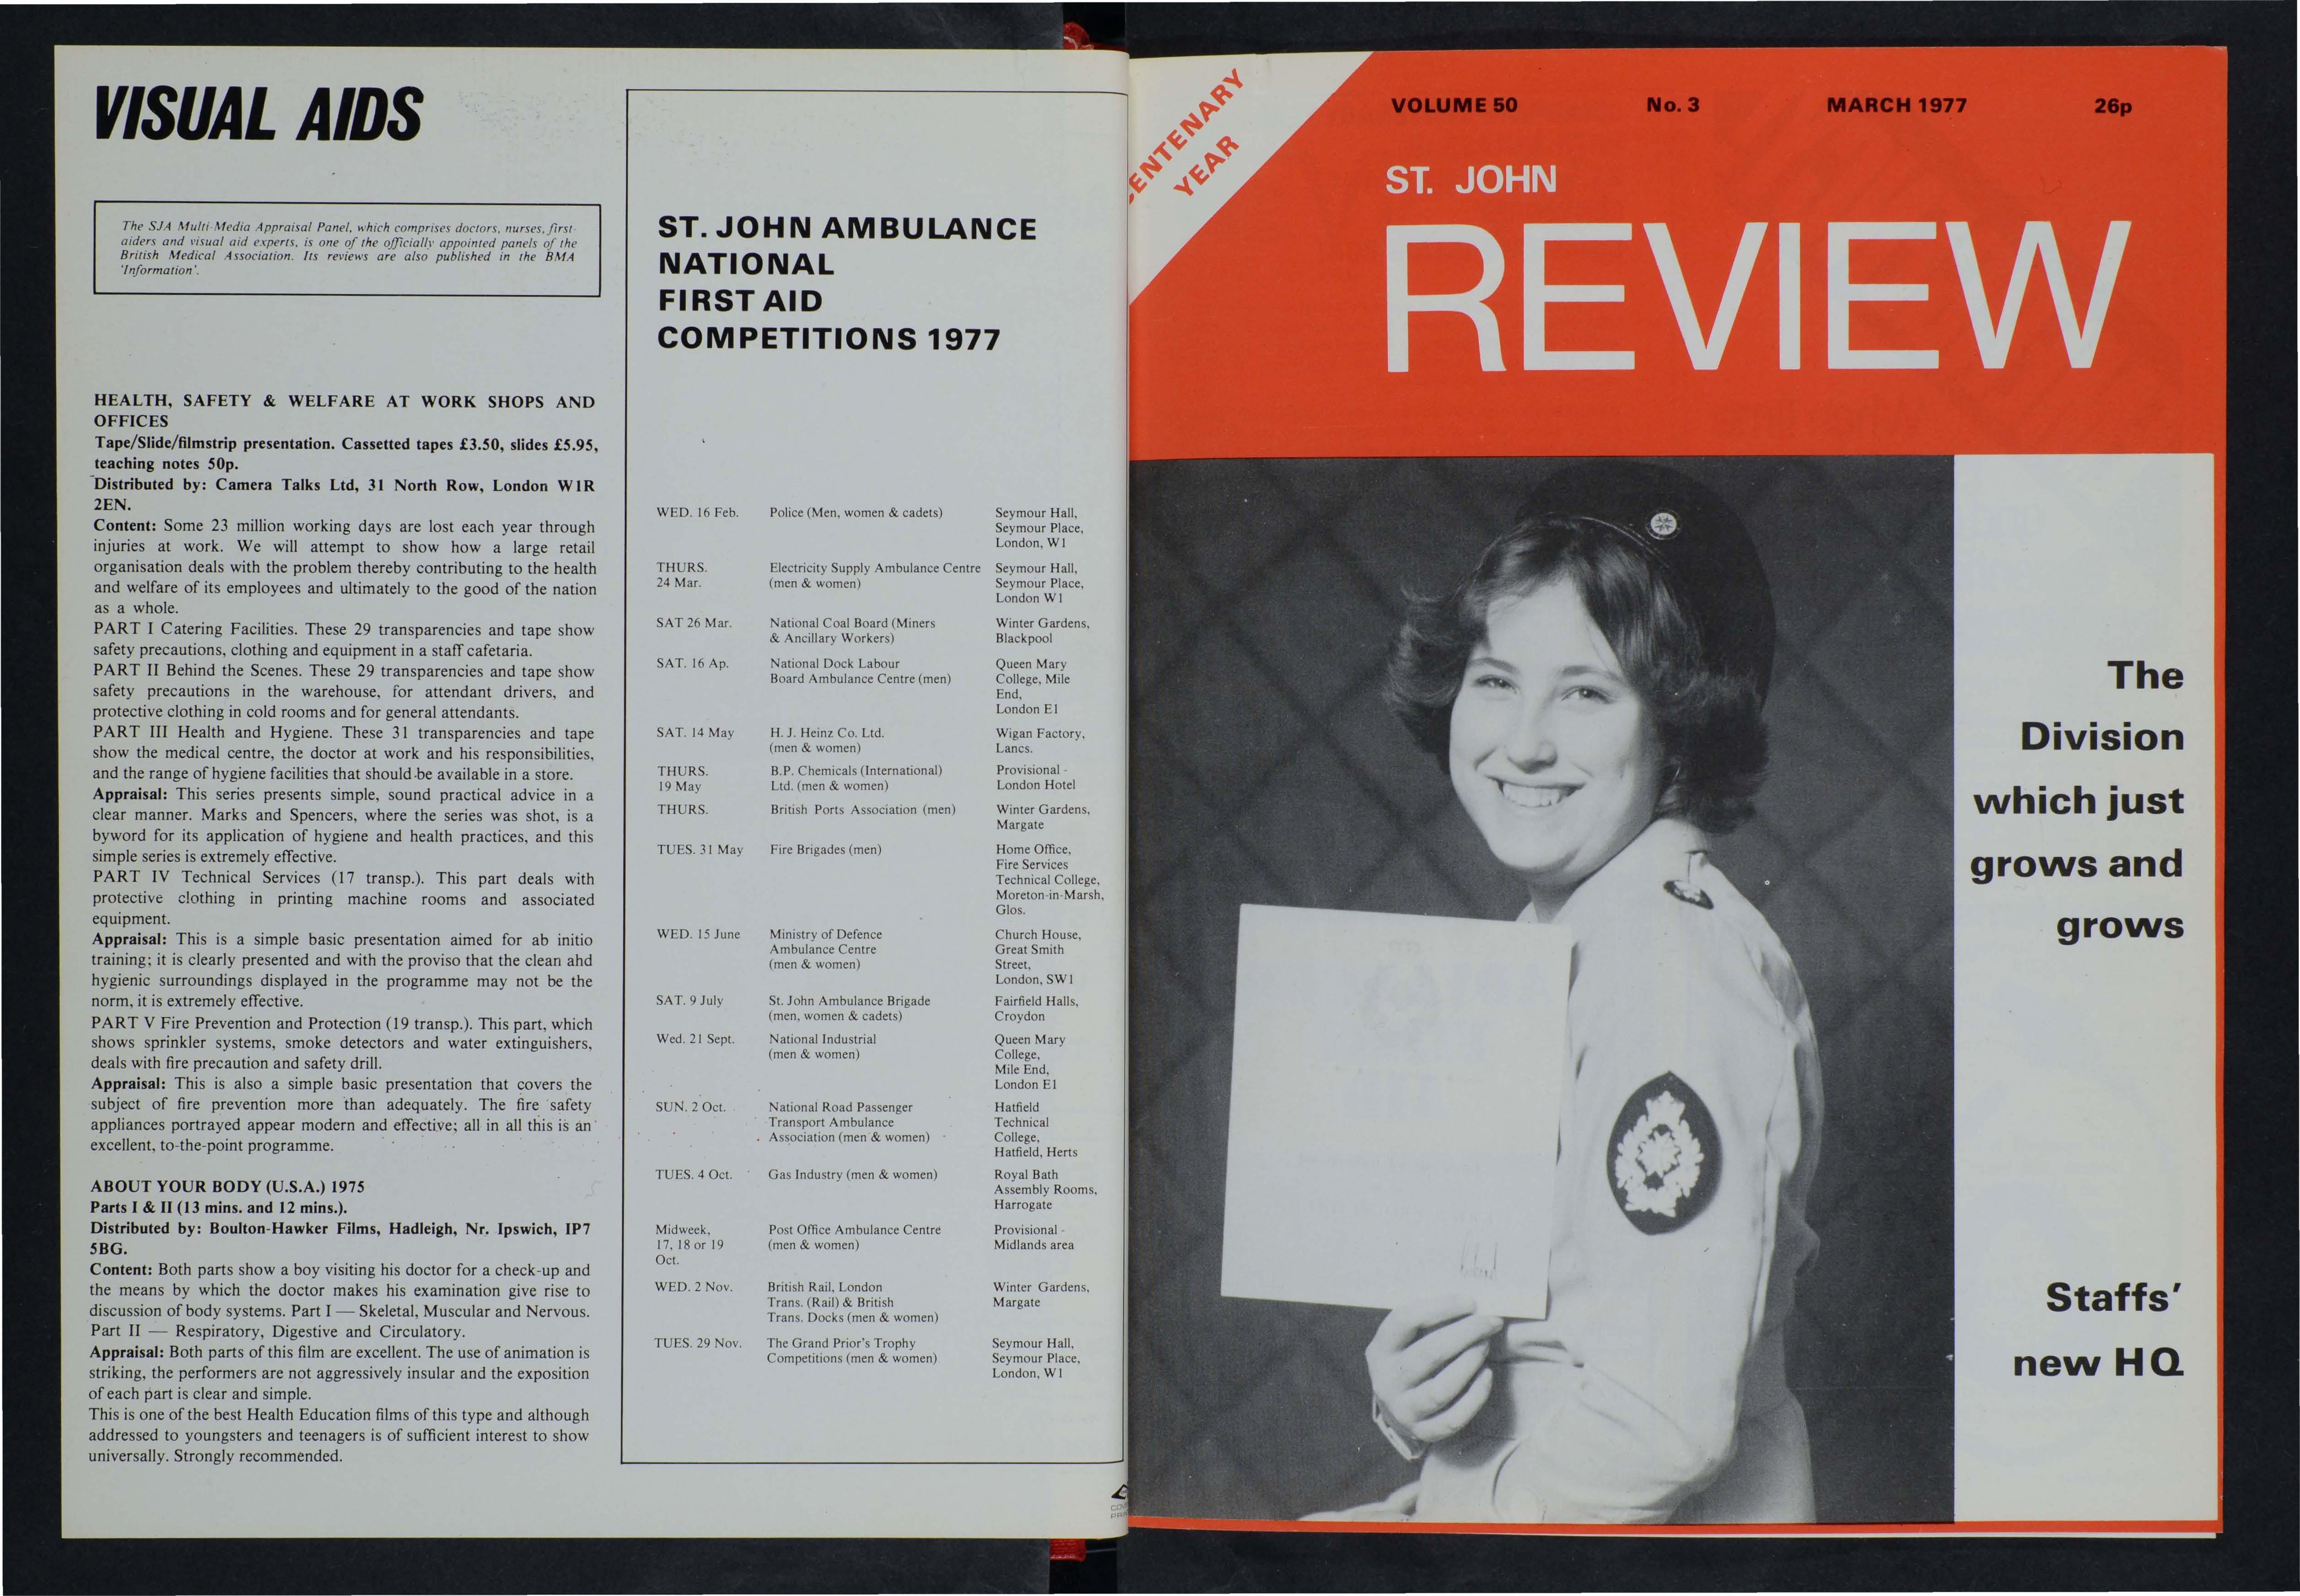 VISUAL AIDS
The SJA Multi-Media Appraisal Panel, which comprises doctors, nurses, first-
aiders and visual aid experts, is one of the officially appointed panels of the
British Medical Association. Its reviews are also published in the BMA
'Information'.
HEALTH, SAFETY & WELFARE AT WORK SHOPS AND
OFFICES
Tape/Slide/filmstrip presentation. Cassetted tapes £3.50, slides £5.95,
teaching notes 50p.
Distributed by: Camera Talks Ltd, 31 North Row, London W1R
2EN.
Content: Some 23 million working days are lost each year through
injuries at work. We will attempt to show how a large retail
organisation deals with the problem thereby contributing to the health
and welfare of its employees and ultimately to the good of the nation
as a whole.
PART I Catering Facilities. These 29 transparencies and tape show
safety precautions, clothing and equipment in a staff cafetaria.
PART II Behind the Scenes. These 29 transparencies and tape show
safety precautions in the warehouse, for attendant drivers, and
protective clothing in cold rooms and for general attendants.
PART III Health and Hygiene. These 31 transparencies and tape
show the medical centre, the doctor at work and his responsibilities,
and the range of hygiene facilities that should be available in a store.
Appraisal: This series presents simple, sound practical advice in a
clear manner. Marks and Spencers, where the series was shot, is a
byword for its application of hygiene and health practices, and this
simple series is extremely effective.
PART IV Technical Services (17 transp.). This part deals with
protective clothing in printing machine rooms and associated
equipment.
Appraisal: This is a simple basic presentation aimed for ab initio
training; it is clearly presented and with the proviso that the clean ahd
hygienic surroundings displayed in the programme may not be the
norm, it is extremely effective.
PART V Fire Prevention and Protection (19 transp.). This part, which
shows sprinkler systems, smoke detectors and water extinguishers,
deals with fire precaution and safety drill.
Appraisal: This is also a simple basic presentation that covers the
subject of fire prevention more than adequately. The fire safety
appliances portrayed appear modern and effective; all in all this is an
excellent, to-the-point programme.
ABOUT YOUR BODY (U.S.A.) 1975
Parts I & II (13 mins. and 12 mins.).
Distributed by: Boulton-Hawker Films, Hadleigh, Nr. Ipswich, IP7
5BG.
Content: Both parts show a boy visiting his doctor for a check-up and
the means by which the doctor makes his examination give rise to
discussion of body systems. Part I — Skeletal, Muscular and Nervous.
Part II — Respiratory, Digestive and Circulatory.
Appraisal: Both parts of this film are excellent. The use of animation is
striking, the performers are not aggressively insular and the exposition
of each part is clear and simple.
This is one of the best Health Education films of this type and although
addressed to youngsters and teenagers is of sufficient interest to show
universally. Strongly recommended.
ST. JOHN AMBULANCE
NATIONAL
FIRST AID
COMPETITIONS 1977
WED. 16 Feb. Police (Men, women & cadets) Seymour Hall,
Seymour Place,
London, W1
THURS. Electricity Supply Ambulance Centre Seymour Hall,
24 Mar. (men & women) Seymour Place,
London W1
SAT 26 Mar. National Coal Board (Miners Winter Gardens,
& Ancillary Workers) Blackpool
SAT. 16 Ap. National Dock Labour Queen Mary
Board Ambulance Centre (men) College, Mile
End,
London E1
SAT. 14 May H. J. Heinz Co. Ltd. Wigan Factory,
(men & women) Lancs.
THURS. B.P. Chemicals (International) Provisional -
19 May Ltd. (men & women) London Hotel
THURS. British Ports Association (men) Winter Gardens,
Margate
TUES. 31 May Fire Brigades (men) Home Office,
Fire Services
Technical College,
Moreton-in-Marsh,
Glos.
WED. 15 June Ministry of Defence Church House,
Ambulance Centre Great Smith
(men & women) Street,
London, SW1
SAT. 9 July St. John Ambulance Brigade Fairfield Halls,
(men, women & cadets) Croydon
Wed. 21 Sept. National Industrial Queen Mary
(men & women) College,
Mile End,
London E1
SUN. 2 Oct. National Road Passenger Hatfield
Transport Ambulance Technical
Association (men & women) College,
Hatfield, Herts
TUES. 4 Oct. Gas Industry (men & women) Royal Bath
Assembly Rooms,
Harrogate
Midweek, Post Office Ambulance Centre Provisional -
17, 18 or 19 (men & women) Midlands area
Oct.
WED. 2 Nov. British Rail, London Winter Gardens,
Trans. (Rail) & British Margate
Trans. Docks (men & women)
TUES. 29 Nov. The Grand Prior's Trophy Seymour Hall,
Competitions (men & women) Seymour Place,
London, W1
CENTENARY
YEAR
VOLUME 50 No. 3 MARCH 1977 26p
ST. JOHN
REVIEW
The
Division
which just
grows and
grows
Staffs'
new HQ